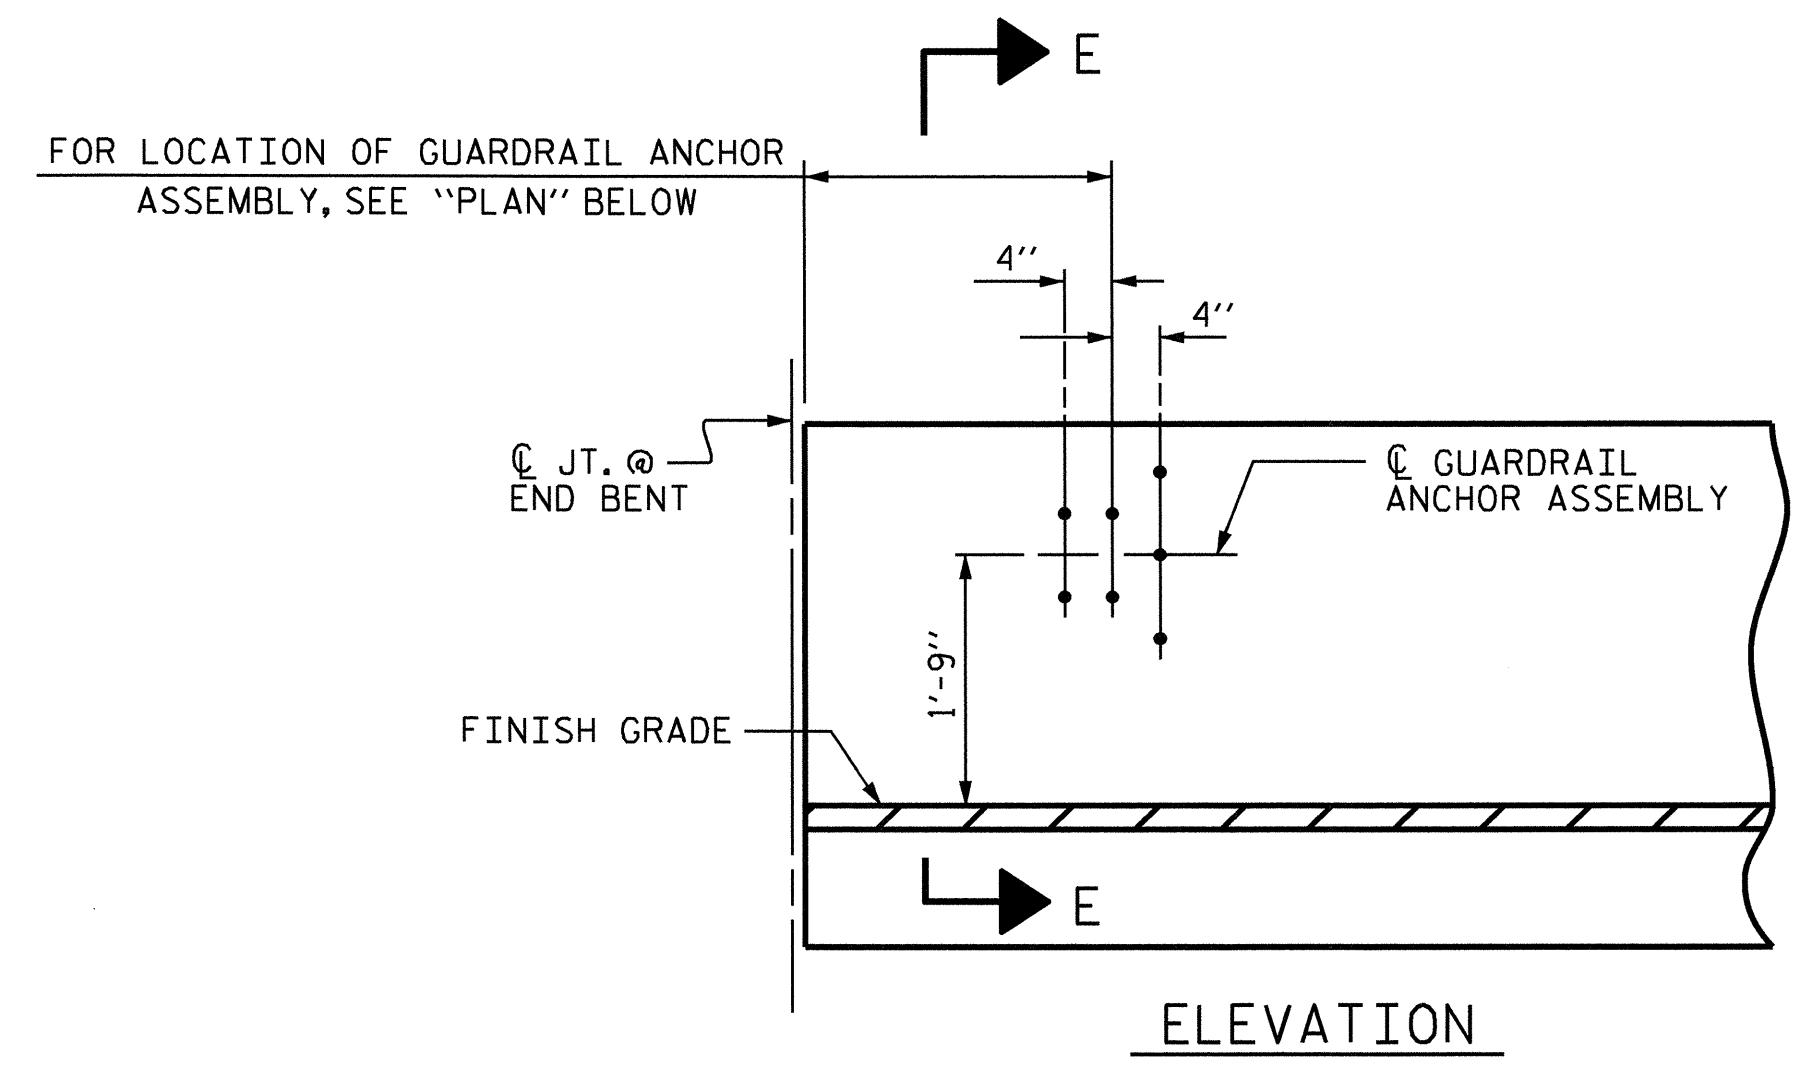 E
FOR LOCATION OF GUARDRAIL ANCHOR
ASSEMBLY, SEE "PLAN" BELOW
4"
4"
℄ JT. @
END BENT
℄ GUARDRAIL
ANCHOR ASSEMBLY
1'-9"
FINISH GRADE
E
ELEVATION